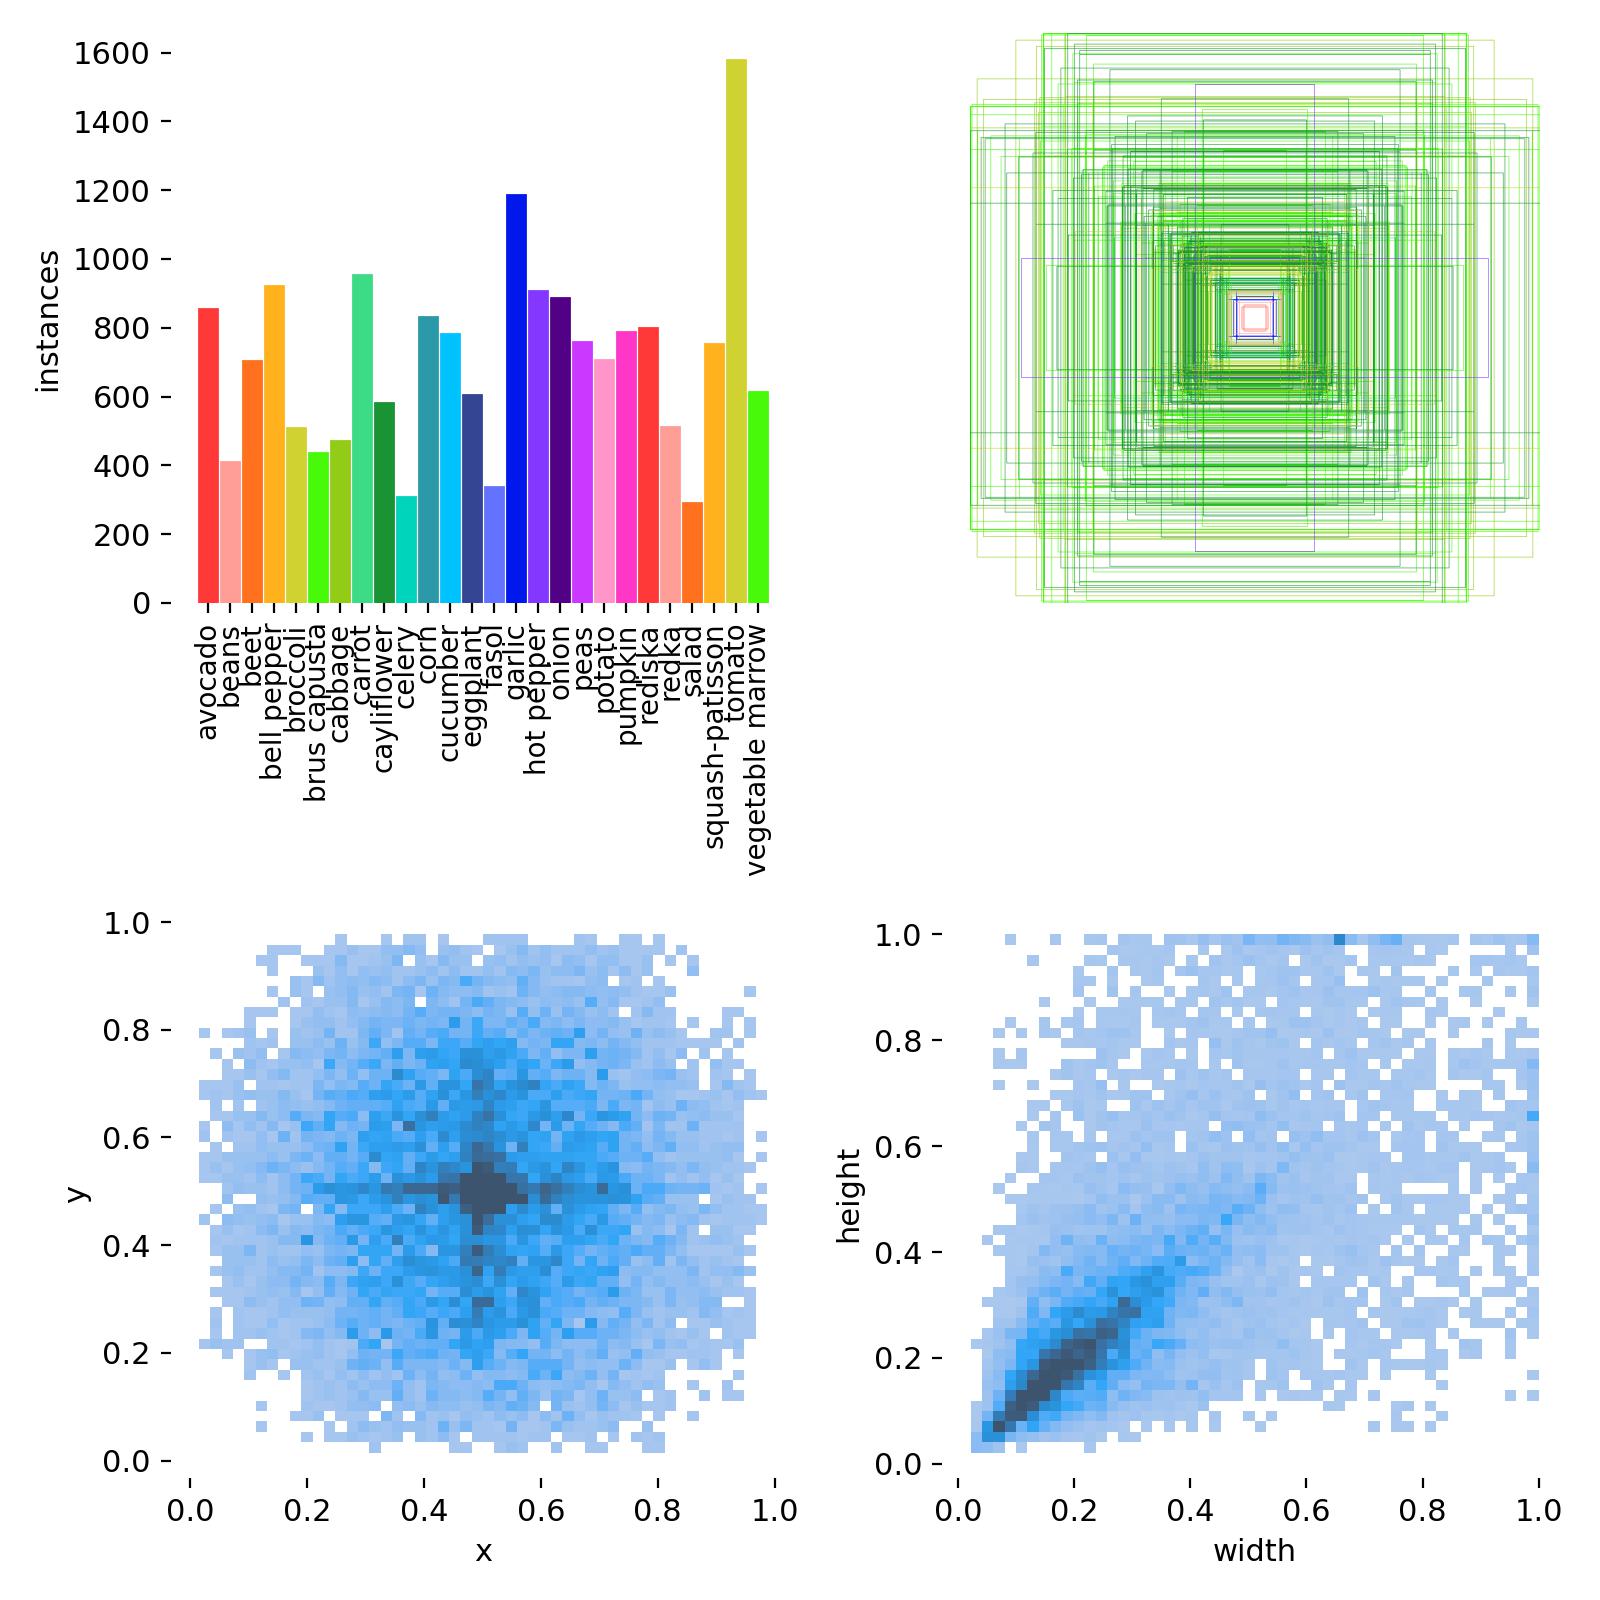 1600
1400
1200
1000
800
600
400
200
0
instances
avocado
beans
beet
bell pepper
broccoli
brus capusta
cabbage
carrot
cayliflower
celery
corn
cucumber
eggplant
fasol
garlic
hot pepper
onion
peas
potato
pumpkin
rediska
redka
salad
squash-patisson
tomato
vegetable marrow
1.0
0.8
0.6
0.4
0.2
0.0
y
0.0 0.2 0.4 0.6 0.8 1.0
x
1.0
0.8
0.6
0.4
0.2
0.0
height
0.0 0.2 0.4 0.6 0.8 1.0
width